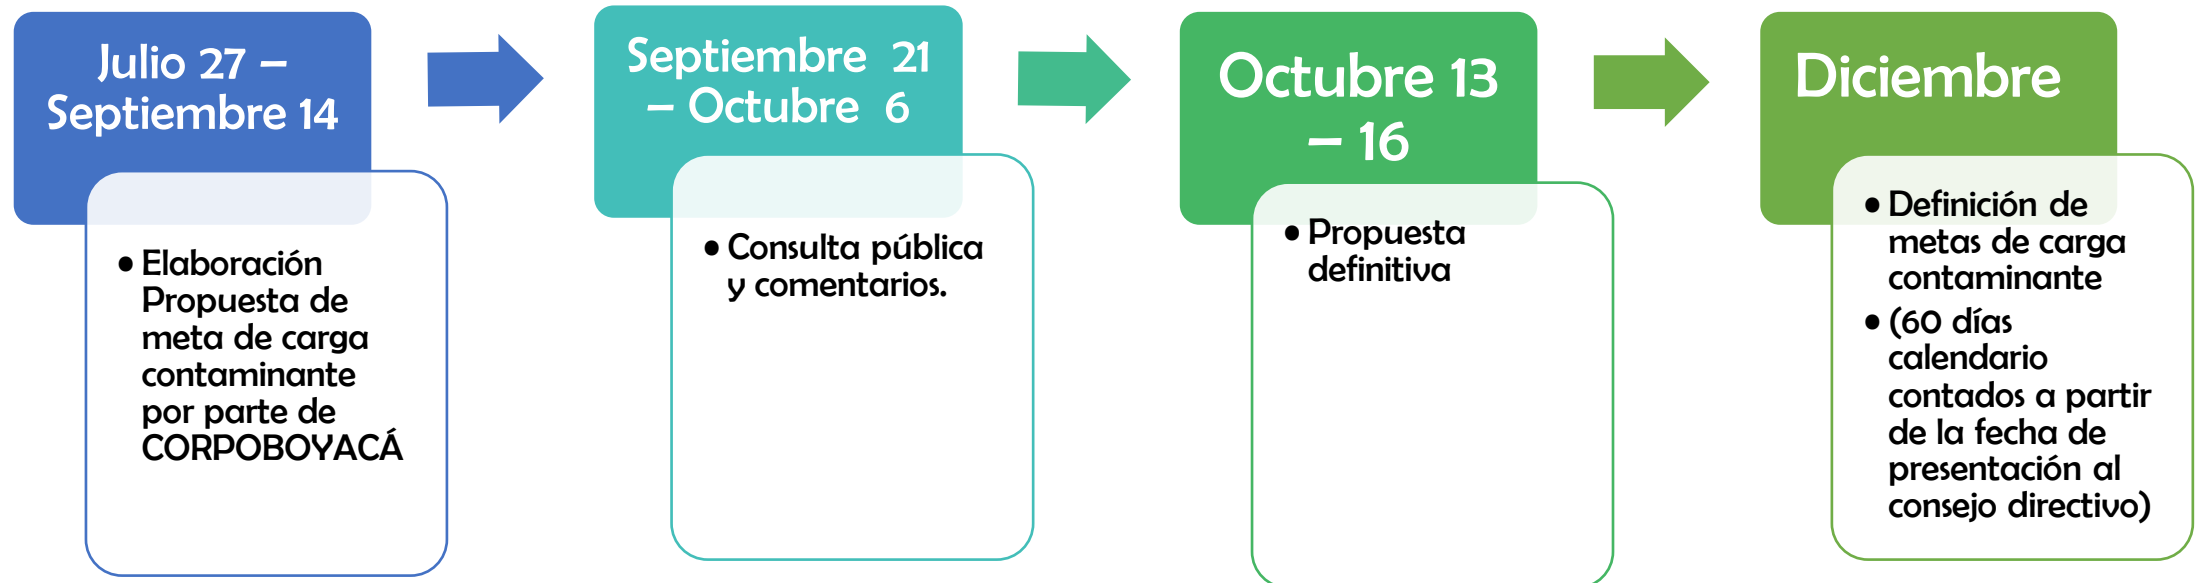 Julio 27 –
Septiembre 14
• Elaboración
Propuesta de
meta de carga
contaminante
por parte de
CORPOBOYACÁ
Septiembre 21
– Octubre 6
• Consulta pública
y comentarios.
Octubre 13
– 16
• Propuesta
definitiva
Diciembre
• Definición de
metas de carga
contaminante
• (60 días
calendario
contados a partir
de la fecha de
presentación al
consejo directivo)